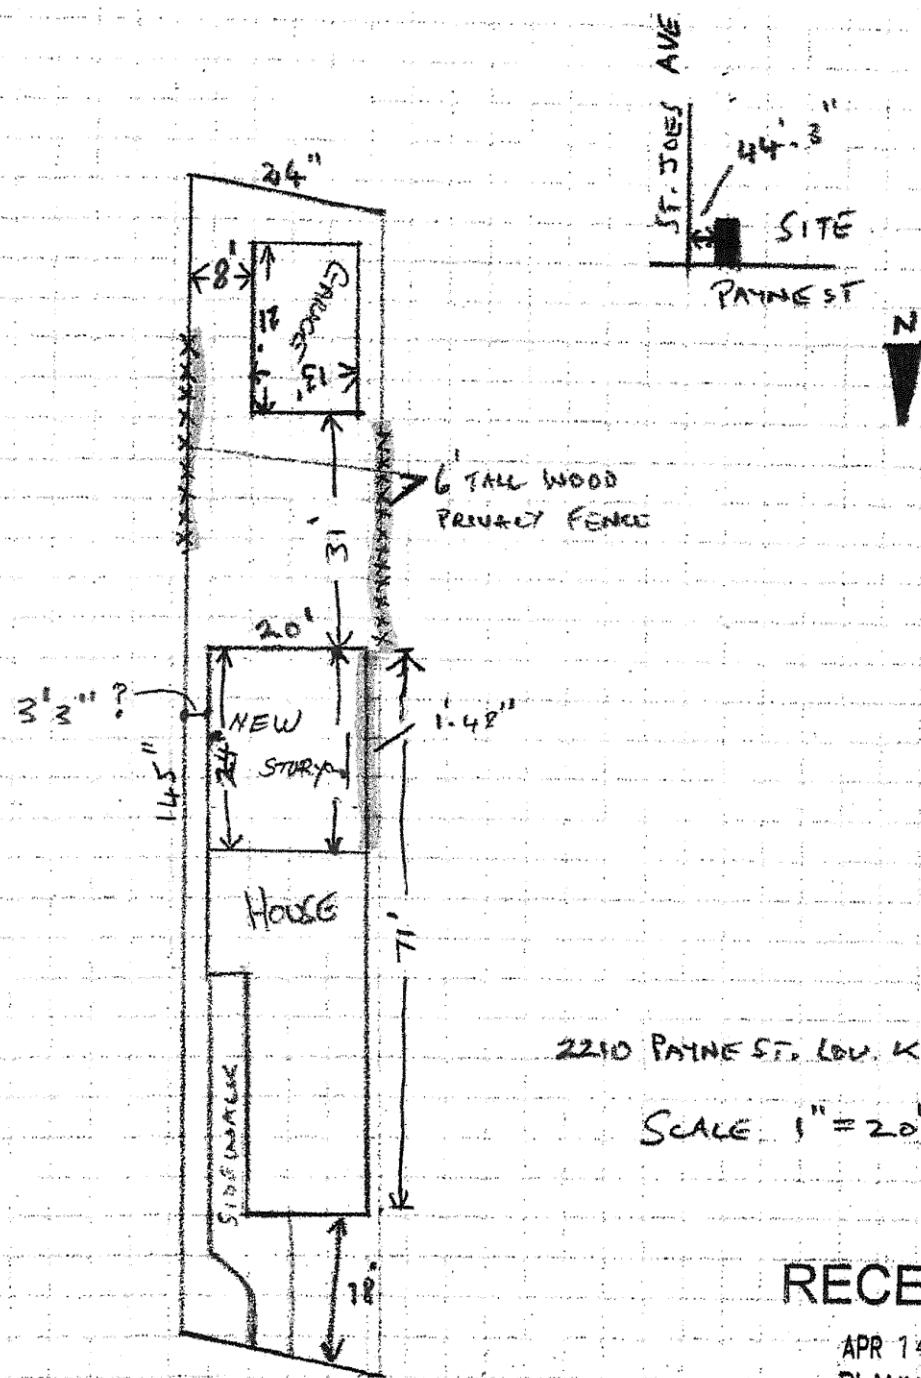 ST. JOES AVE
44'.3"
SITE
PAYNE ST
N
24"
8'
GARAGE
21'
13'
6' TALL WOOD
PRIVACY FENCE
31'
20'
3'3" ?
NEW
STORY
24"
1'.48"
145"
HOUSE
71'
2210 PAYNE ST. LOU. K
SCALE 1" = 20'
SIDEWALK
18'
RECE
APR 14